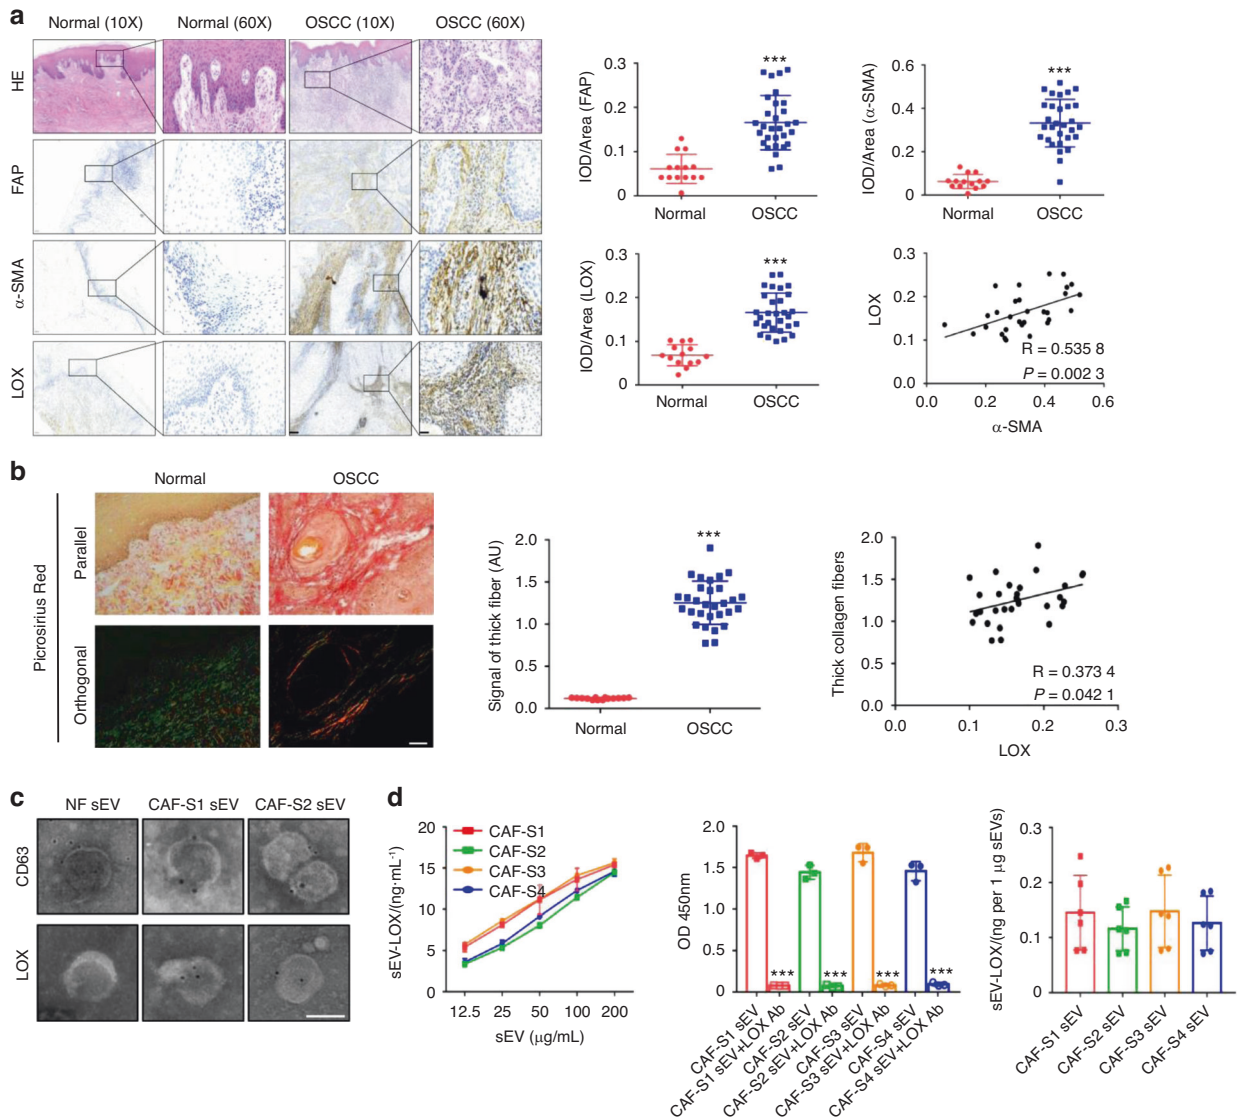 a
Normal (10X) Normal (60X) OSCC (10X) OSCC (60X)
HE
FAP
α-SMA
LOX
IOD/Area (FAP)
0.3
0.2
0.1
0
***
Normal OSCC
IOD/Area (α-SMA)
0.6
0.4
0.2
0
***
Normal OSCC
IOD/Area (LOX)
0.3
0.2
0.1
0
***
Normal OSCC
LOX
0.3
0.2
0.1
0.0
R = 0.535 8
P = 0.002 3
0.0 0.2 0.4 0.6
α-SMA
b
Normal OSCC
Picrosirius Red
Parallel
Orthogonal
Signal of thick fiber (AU)
2.0
1.5
1.0
0.5
0.0
***
Normal OSCC
Thick collagen fibers
2.0
1.5
1.0
0.5
0.0
R = 0.373 4
P = 0.042 1
0.0 0.1 0.2 0.3
LOX
c
NF sEV CAF-S1 sEV CAF-S2 sEV
CD63
LOX
d
sEV-LOX/(ng·mL⁻¹)
20
15
10
5
0
CAF-S1
CAF-S2
CAF-S3
CAF-S4
12.5 25 50 100 200
sEV (μg/mL)
OD 450nm
2.0
1.5
1.0
0.5
0
*** *** *** ***
CAF-S1 sEV
CAF-S1 sEV+LOX Ab
CAF-S2 sEV
CAF-S2 sEV+LOX Ab
CAF-S3 sEV
CAF-S3 sEV+LOX Ab
CAF-S4 sEV
CAF-S4 sEV+LOX Ab
sEV-LOX/(ng per 1 μg sEVs)
0.3
0.2
0.1
0
CAF-S1 sEV
CAF-S2 sEV
CAF-S3 sEV
CAF-S4 sEV